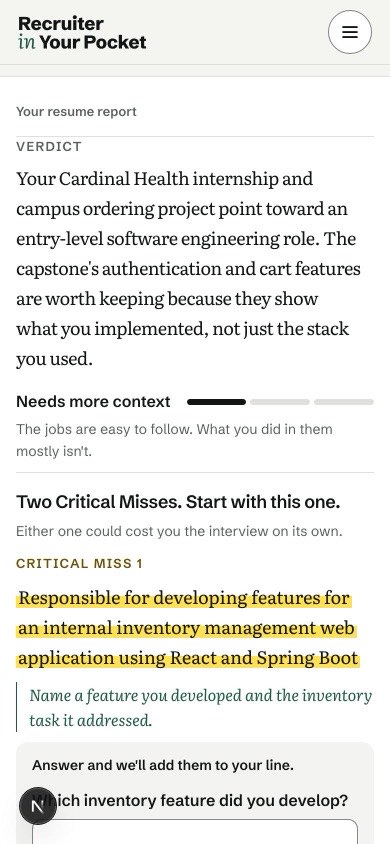 Recruiter
in Your Pocket
Your resume report
VERDICT
Your Cardinal Health internship and
campus ordering project point toward an
entry-level software engineering role. The
capstone's authentication and cart features
are worth keeping because they show
what you implemented, not just the stack
you used.
Needs more context
The jobs are easy to follow. What you did in them
mostly isn't.
Two Critical Misses. Start with this one.
Either one could cost you the interview on its own.
CRITICAL MISS 1
Responsible for developing features for
an internal inventory management web
application using React and Spring Boot
Name a feature you developed and the inventory
task it addressed.
Answer and we'll add them to your line.
Which inventory feature did you develop?
N